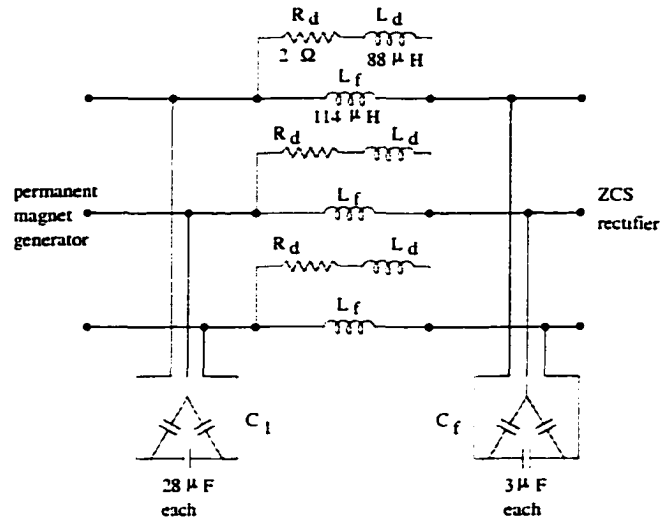 R d L d
2 Ω 88 μ H
L f
114 μ H
R d L d
permanent magnet generator
L f
ZCS rectifier
R d L d
L f
C 1
C f
28 μ F
each
3 μ F
each